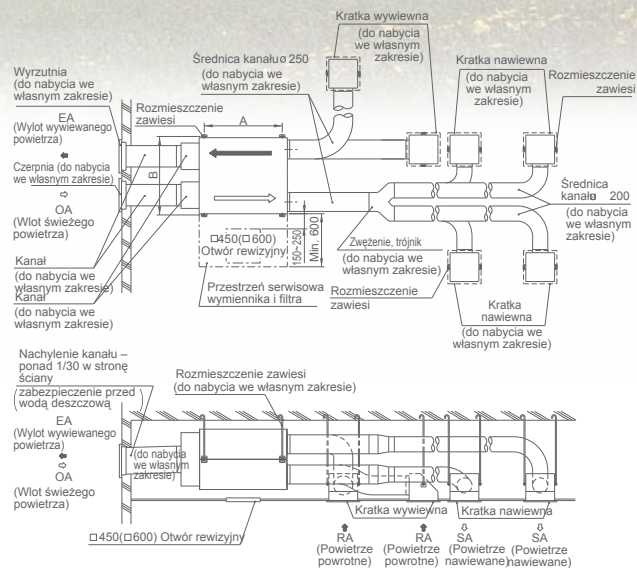 Kratka wywiewna
(do nabycia
we własnym
zakresie)
Średnica kanału ø 250
(do nabycia
we własnym
zakresie)
Kratka nawiewna
(do nabycia
we własnym
zakresie)
Rozmieszczenie
zawiesi
Wyrzutnia
(do nabycia we
własnym zakresie)
Rozmieszczenie
zawiesi
A
EA
(Wylot wywiewanego
powietrza)
Czerpnia (do nabycia
we własnym zakresie)
B
OA
(Wlot świeżego
powietrza)
Średnica
kanału ø 200
(do nabycia
we własnym
zakresie)
□450(□600)
Otwór rewizyjny
150~250
Min. 600
Zwężenie, trójnik
(do nabycia we
własnym zakresie)
Kanał
(do nabycia we
własnym zakresie)
Kanał
(do nabycia we
własnym zakresie)
Przestrzeń serwisowa
wymiennika i filtra
Rozmieszczenie
zawiesi
Kratka
nawiewna
(do nabycia we
własnym zakresie)
Nachylenie kanału –
ponad 1/30 w stronę
ściany
(zabezpieczenie przed
wodą deszczową)
Rozmieszczenie zawiesi
(do nabycia we własnym zakresie)
EA
(Wylot wywiewanego
powietrza)
OA
(Wlot świeżego
powietrza)
(do nabycia
we własnym
zakresie)
Kratka wywiewna
Kratka nawiewna
□450(□600) Otwór rewizyjny
RA
(Powietrze
powrotne)
RA
(Powietrze
powrotne)
SA
(Powietrze
nawiewane)
SA
(Powietrze
nawiewane)